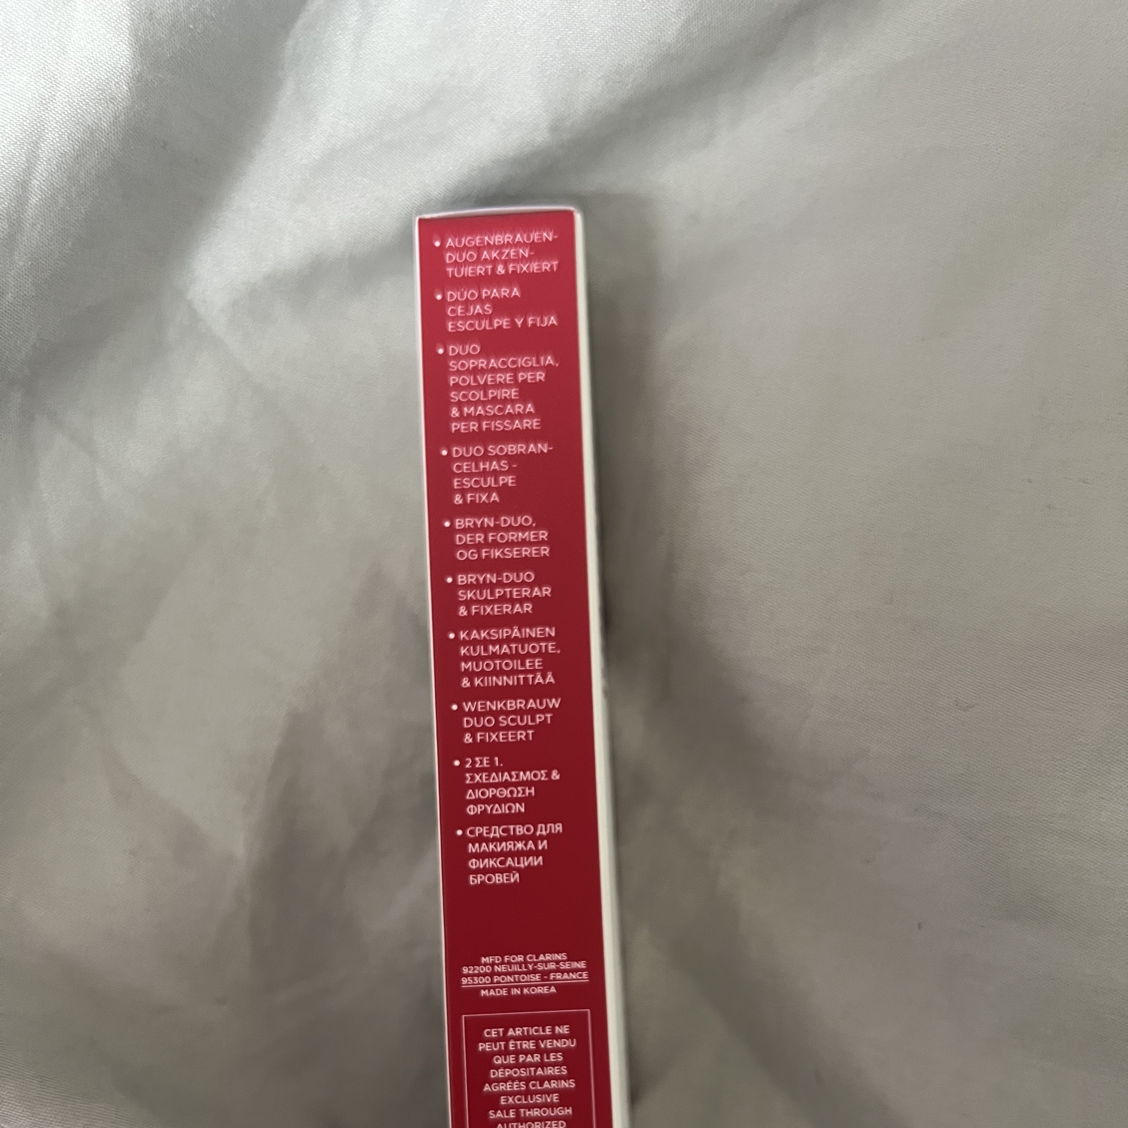 • AUGENBRAUEN-
DUO AKZEN-
TUIERT & FIXIERT
• DUO PARA
CEJAS
ESCULPE Y FIJA
• DUO
SOPRACCIGLIA,
POLVERE PER
SCOLPIRE
& MASCARA
PER FISSARE
• DUO SOBRAN-
CELHAS -
ESCULPE
& FIXA
• BRYN-DUO,
DER FORMER
OG FIKSERER
• BRYN-DUO
SKULPTERAR
& FIXERAR
• KAKSIPÄINEN
KULMATUOTE,
MUOTOILEE
& KIINNITTÄÄ
• WENKBRAUW
DUO SCULPT
& FIXEERT
• 2 ΣΕ 1.
ΣΧΕΔΙΑΣΜΟΣ &
ΔΙΟΡΘΩΣΗ
ΦΡΥΔΙΩΝ
• СРЕДСТВО ДЛЯ
МАКИЯЖА И
ФИКСАЦИИ
БРОВЕЙ
MFD FOR CLARINS
92200 NEUILLY-SUR-SEINE
95300 PONTOISE - FRANCE
MADE IN KOREA
CET ARTICLE NE
PEUT ÊTRE VENDU
QUE PAR LES
DÉPOSITAIRES
AGRÉÉS CLARINS
EXCLUSIVE
SALE THROUGH
AUTHORIZED